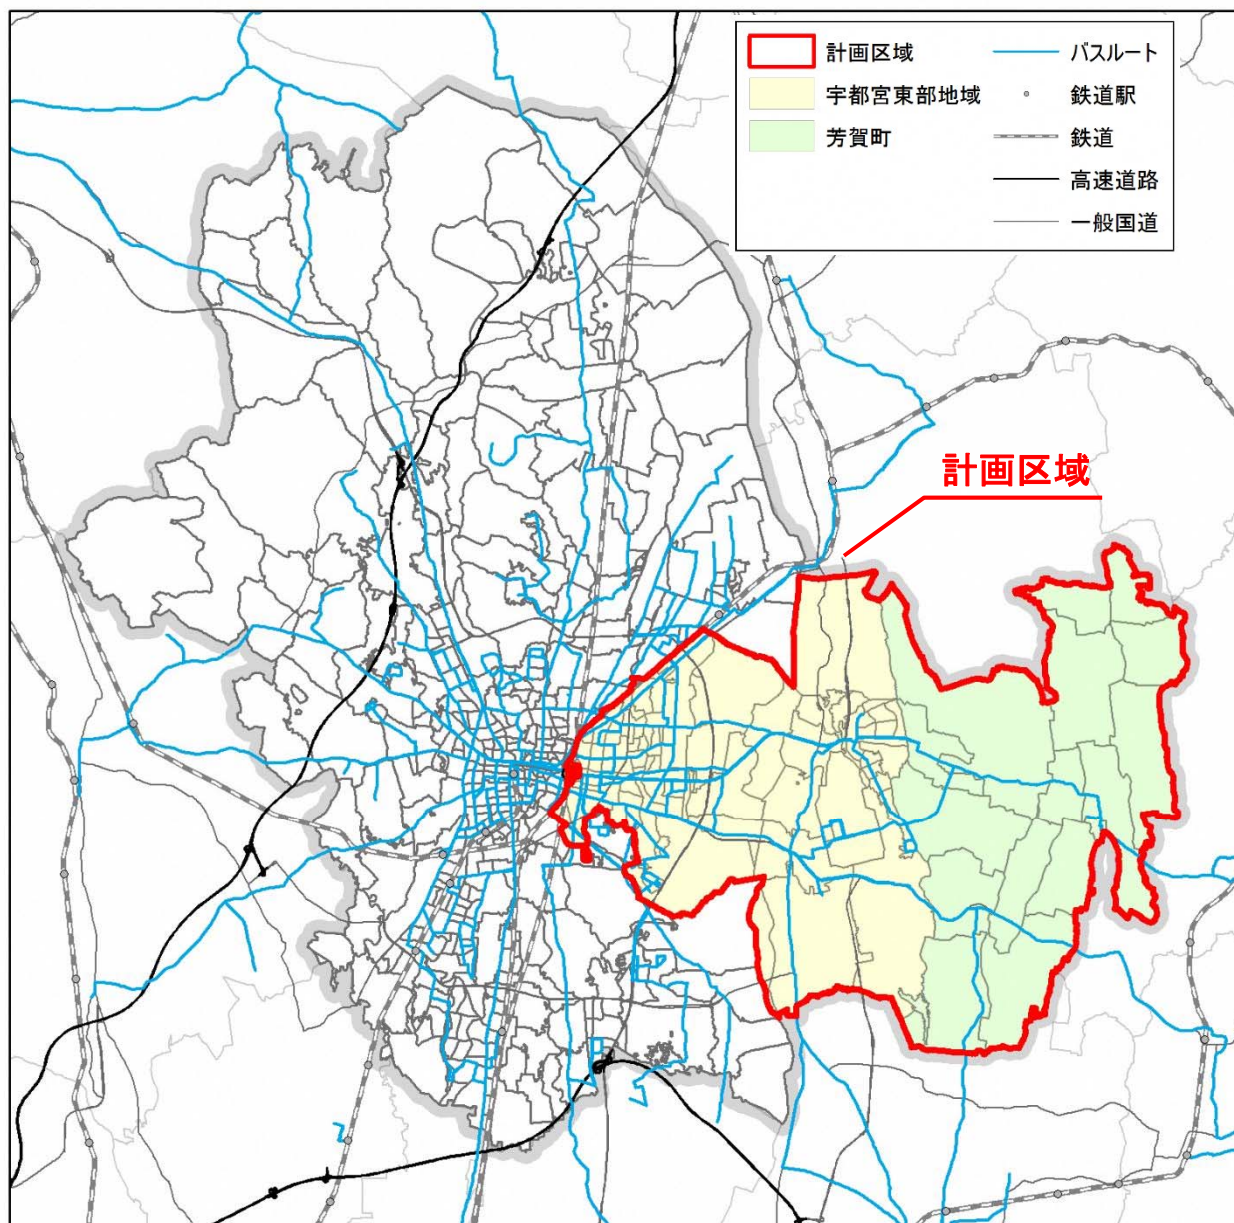 計画区域
宇都宮東部地域
芳賀町
バスルート
鉄道駅
鉄道
高速道路
一般国道
計画区域